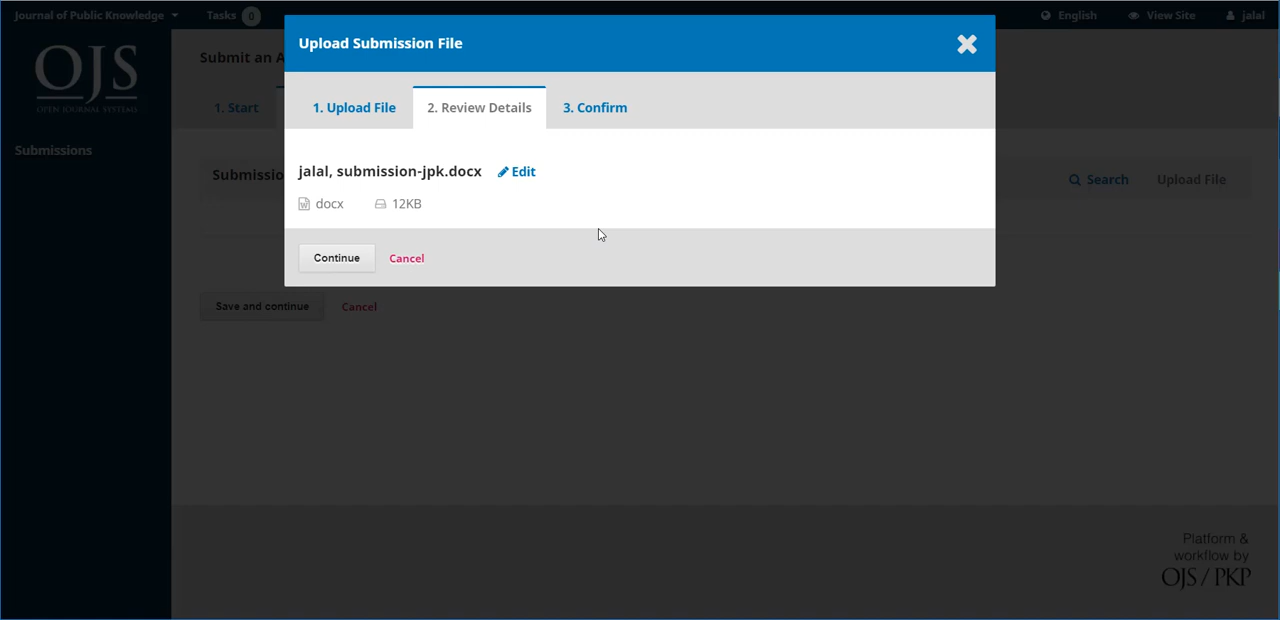 Journal of Public Knowledge Tasks 0 English View Site jalal
Upload Submission File
OJS
OPEN JOURNAL SYSTEMS
Submit an A
1. Start
1. Upload File 2. Review Details 3. Confirm
Submissions
jalal, submission-jpk.docx Edit
Submissio Search Upload File
docx 12KB
Continue Cancel
Save and continue Cancel
Platform &
workflow by
OJS / PKP